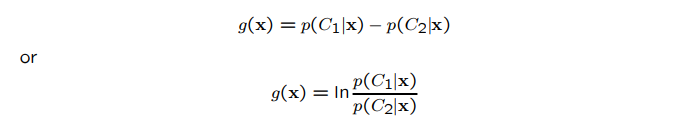 g(x) = p(C₁|x) − p(C₂|x)
or
g(x) = ln p(C₁|x) / p(C₂|x)